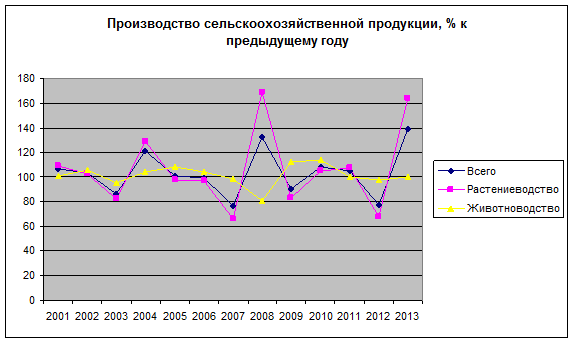 Производство сельскоохозяйственной продукции, % к
предыдущему году
180
160
140
120
100
80
60
40
20
0
2001 2002 2003 2004 2005 2006 2007 2008 2009 2010 2011 2012 2013
Всего
Растениеводство
Животноводство